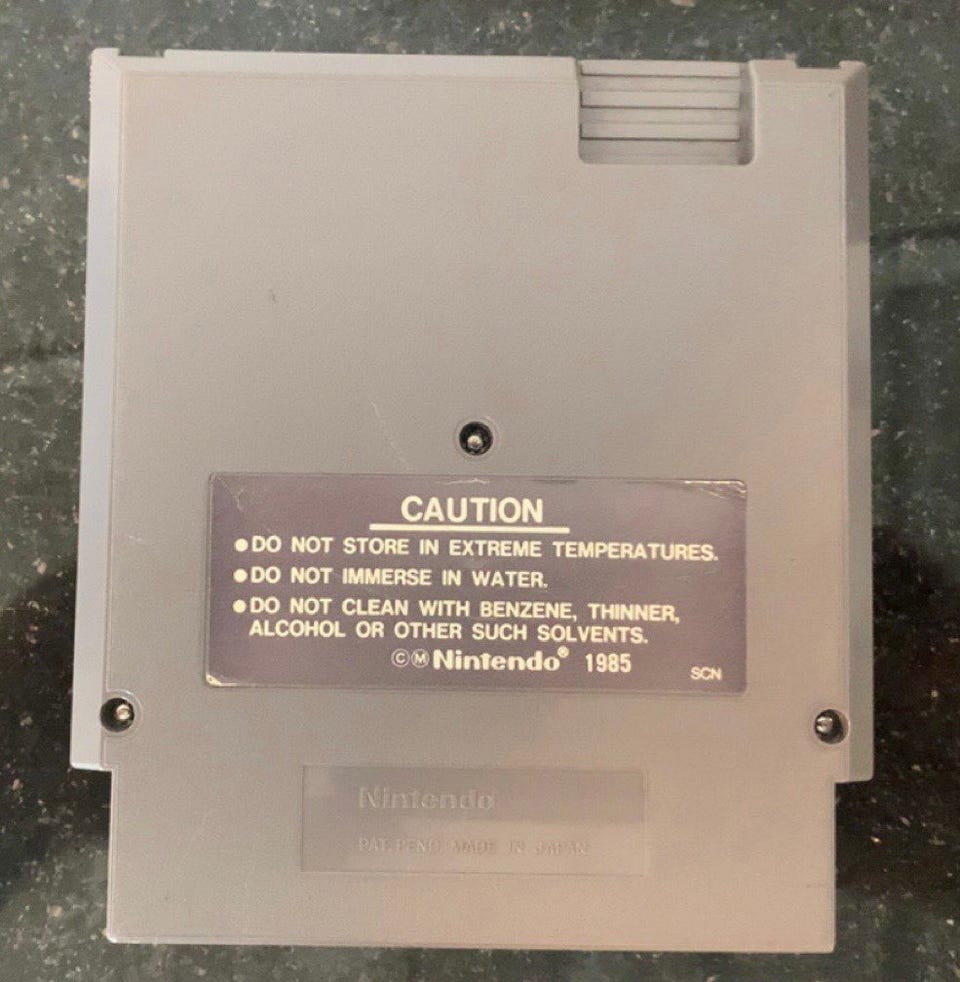 CAUTION
●DO NOT STORE IN EXTREME TEMPERATURES.
●DO NOT IMMERSE IN WATER.
●DO NOT CLEAN WITH BENZENE, THINNER,
ALCOHOL OR OTHER SUCH SOLVENTS.
©Ⓜ Nintendo® 1985
SCN
Nintendo
PAT. PEND. MADE IN JAPAN